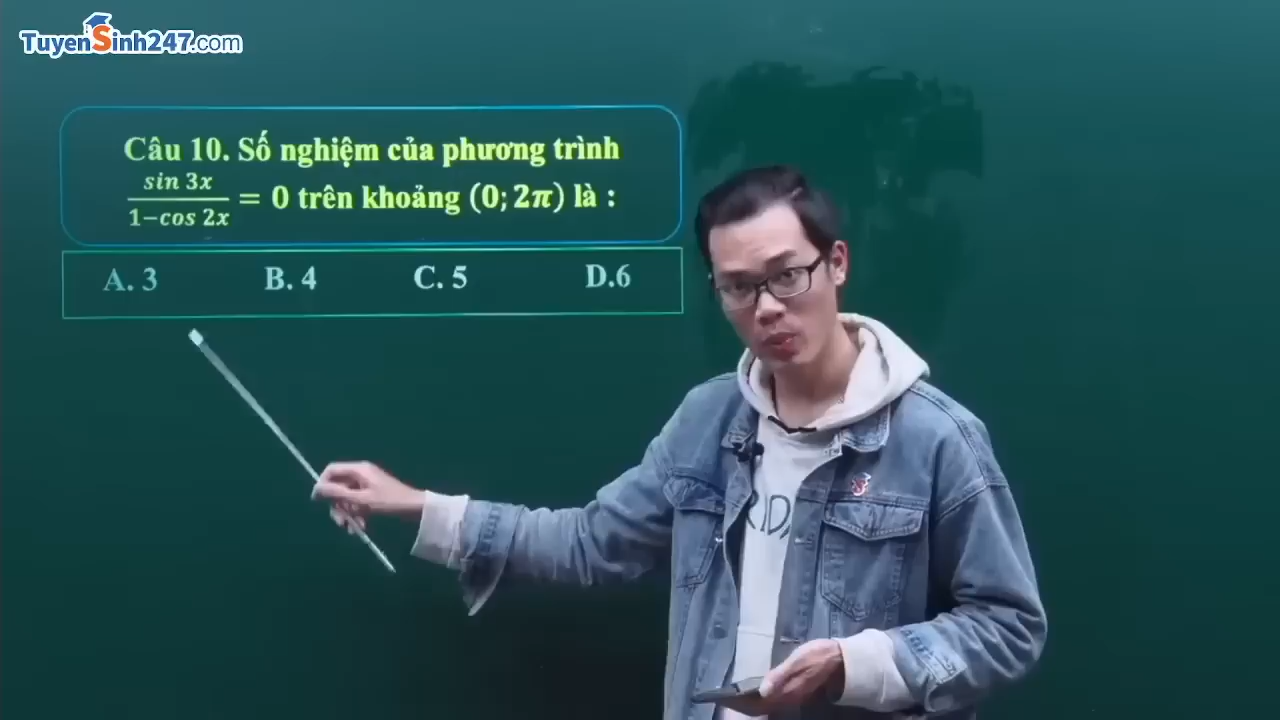 TuyenSinh247.com
Câu 10. Số nghiệm của phương trình
sin 3x
1−cos 2x
= 0 trên khoảng (0; 2π) là :
A. 3 B. 4 C. 5 D.6